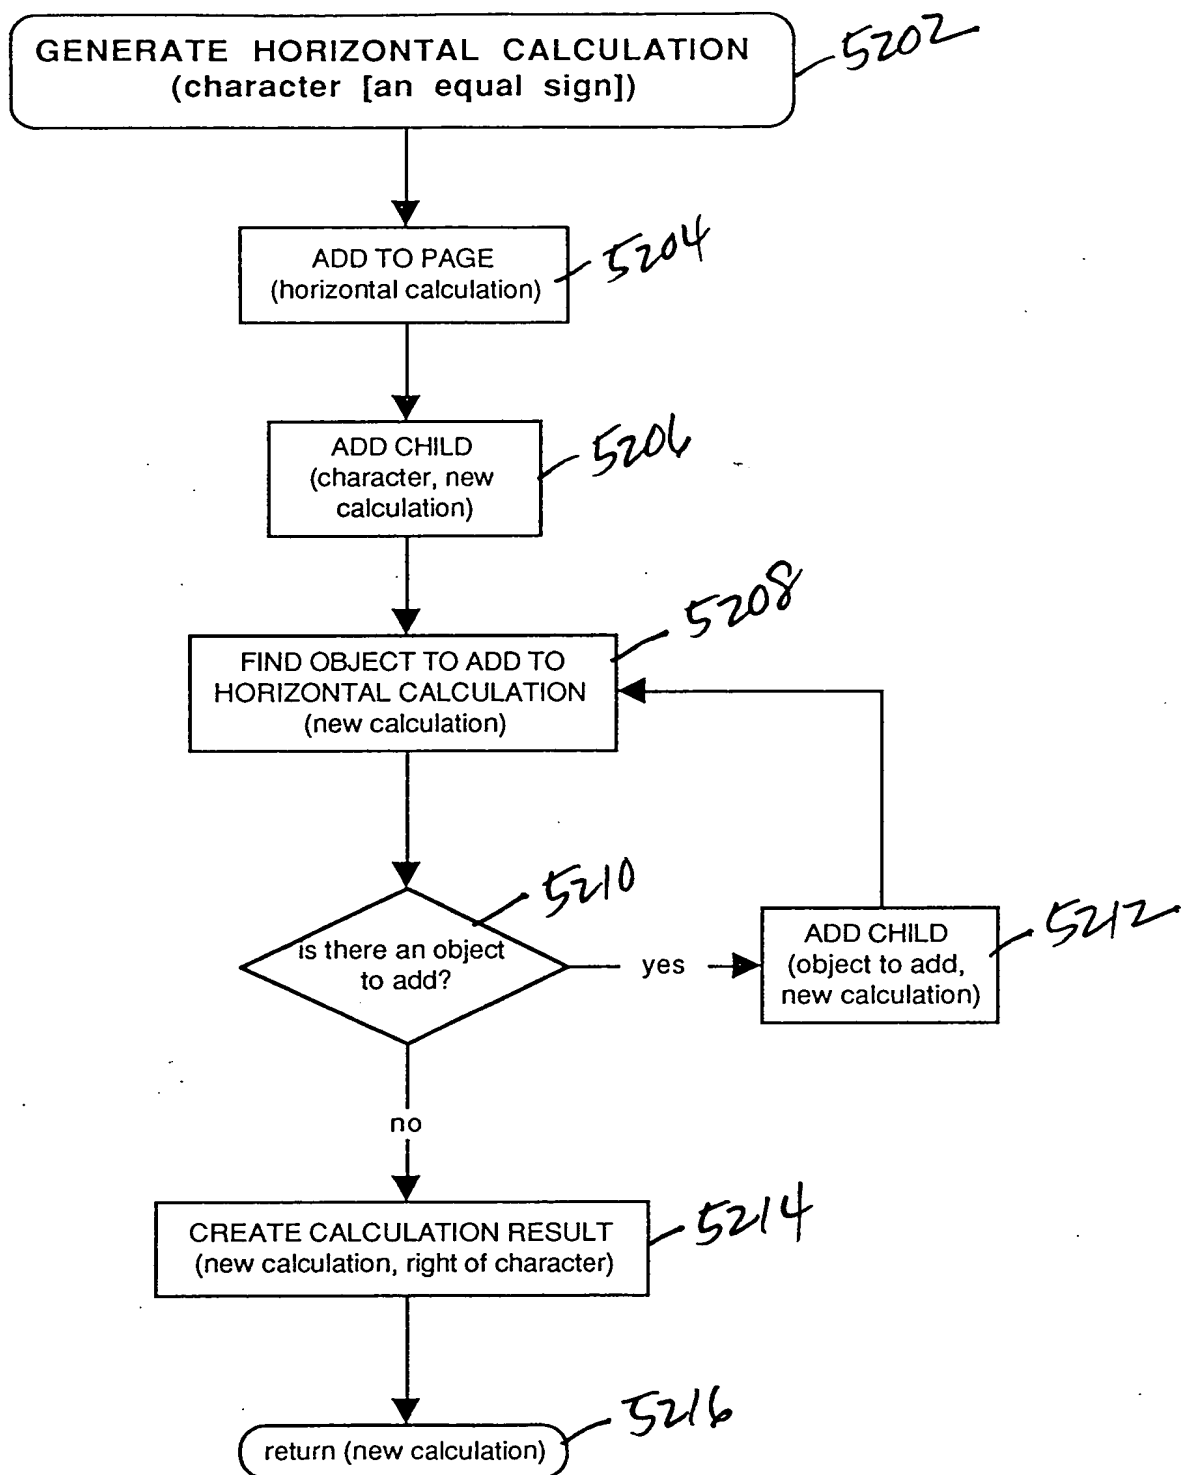 GENERATE HORIZONTAL CALCULATION
(character [an equal sign])
5202
ADD TO PAGE
(horizontal calculation)
5204
ADD CHILD
(character, new
calculation)
5206
FIND OBJECT TO ADD TO
HORIZONTAL CALCULATION
(new calculation)
5208
is there an object
to add?
5210
yes
ADD CHILD
(object to add,
new calculation)
5212
no
CREATE CALCULATION RESULT
(new calculation, right of character)
5214
return (new calculation)
5216